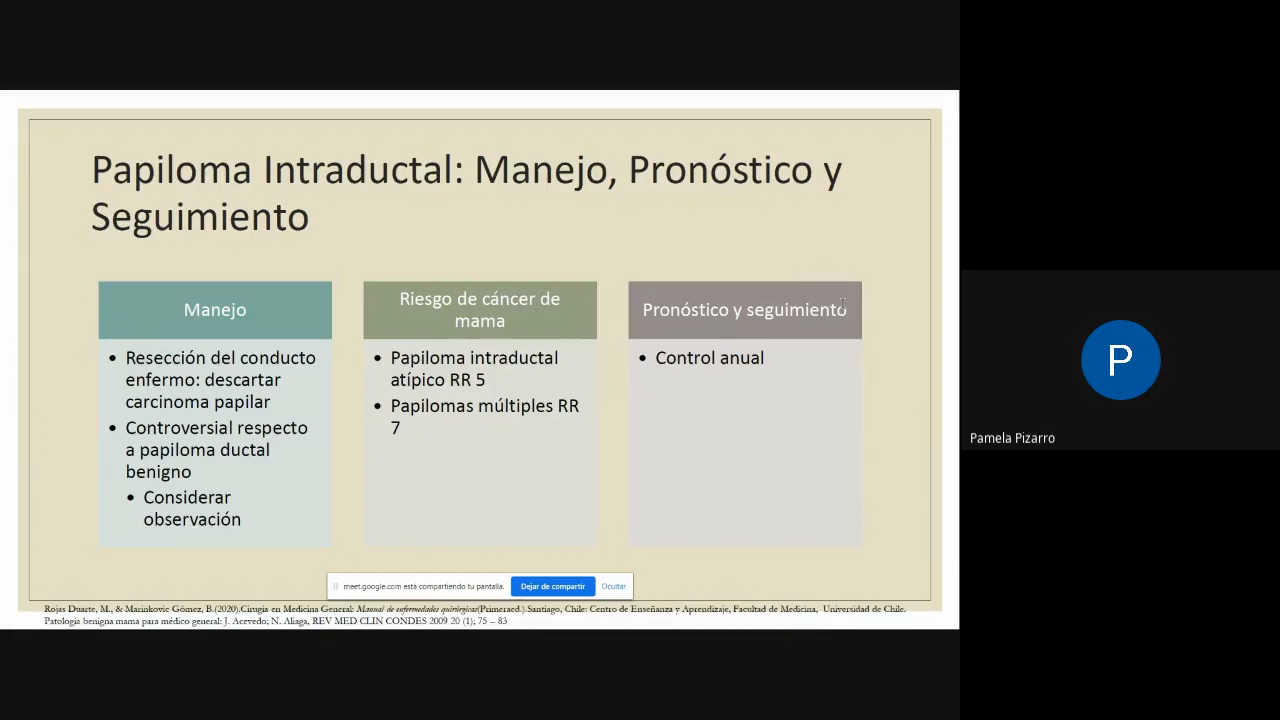 Papiloma Intraductal: Manejo, Pronóstico y
Seguimiento
Manejo
• Resección del conducto
enfermo: descartar
carcinoma papilar
• Controversial respecto
a papiloma ductal
benigno
• Considerar
observación
Riesgo de cáncer de
mama
• Papiloma intraductal
atípico RR 5
• Papilomas múltiples RR
7
Pronóstico y seguimiento
• Control anual
meet.google.com está compartiendo tu pantalla.
Dejar de compartir
Ocultar
Rojas Duarte, M., & Marinkovic Gómez, B.(2020).Cirugía en Medicina General: Manual de enfermedades quirúrgicas(Primeraed.).Santiago, Chile: Centro de Enseñanza y Aprendizaje, Facultad de Medicina, Universidad de Chile.
Patología benigna mama para médico general: J. Acevedo; N. Aliaga, REV MED CLIN CONDES 2009 20 (1); 75 – 83
P
Pamela Pizarro